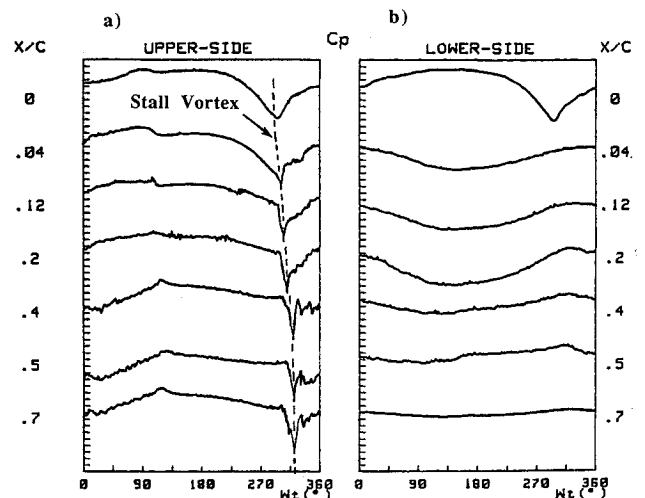 a)
b)
X/C
UPPER-SIDE
Cp
LOWER-SIDE
X/C
Stall Vortex
0
.04
.12
.2
.4
.5
.7
0
.04
.12
.2
.4
.5
.7
0 90 180 270 360
Wt(°)
0 90 180 270 360
Wt(°)